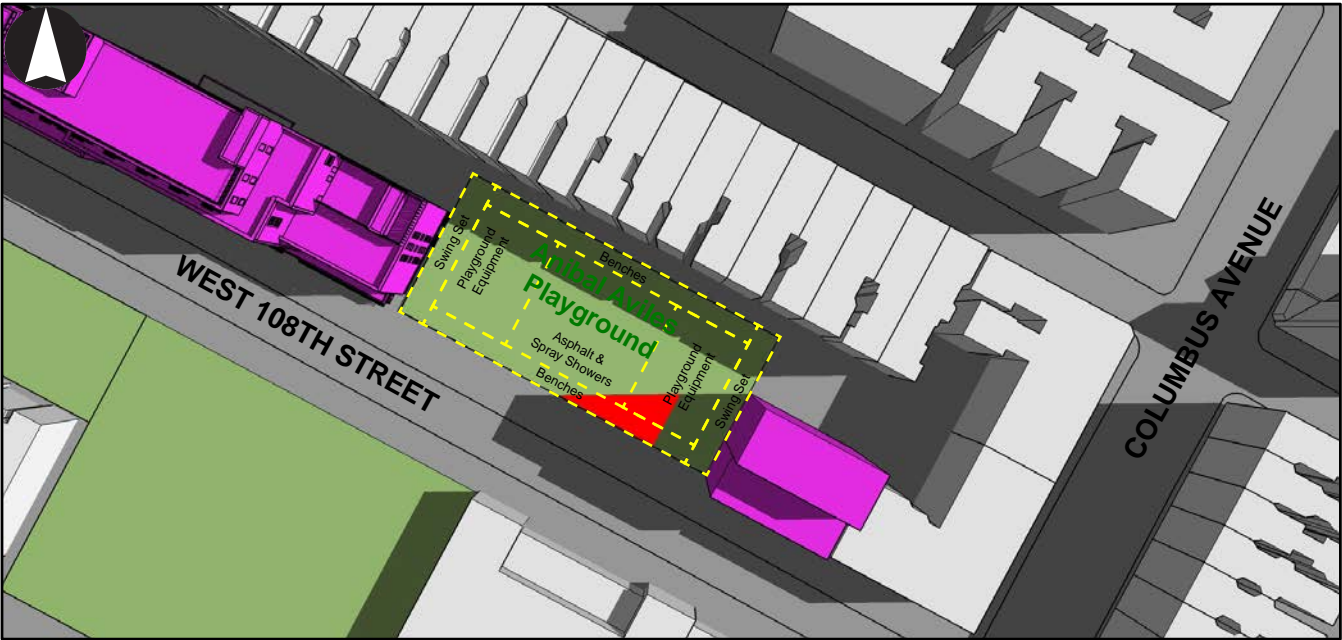 Swing Set
Playground
Equipment
Benches
Anibal Aviles
Playground
Asphalt &
Spray Showers
Benches
Playground
Equipment
Swing Set
WEST 108TH STREET
COLUMBUS AVENUE